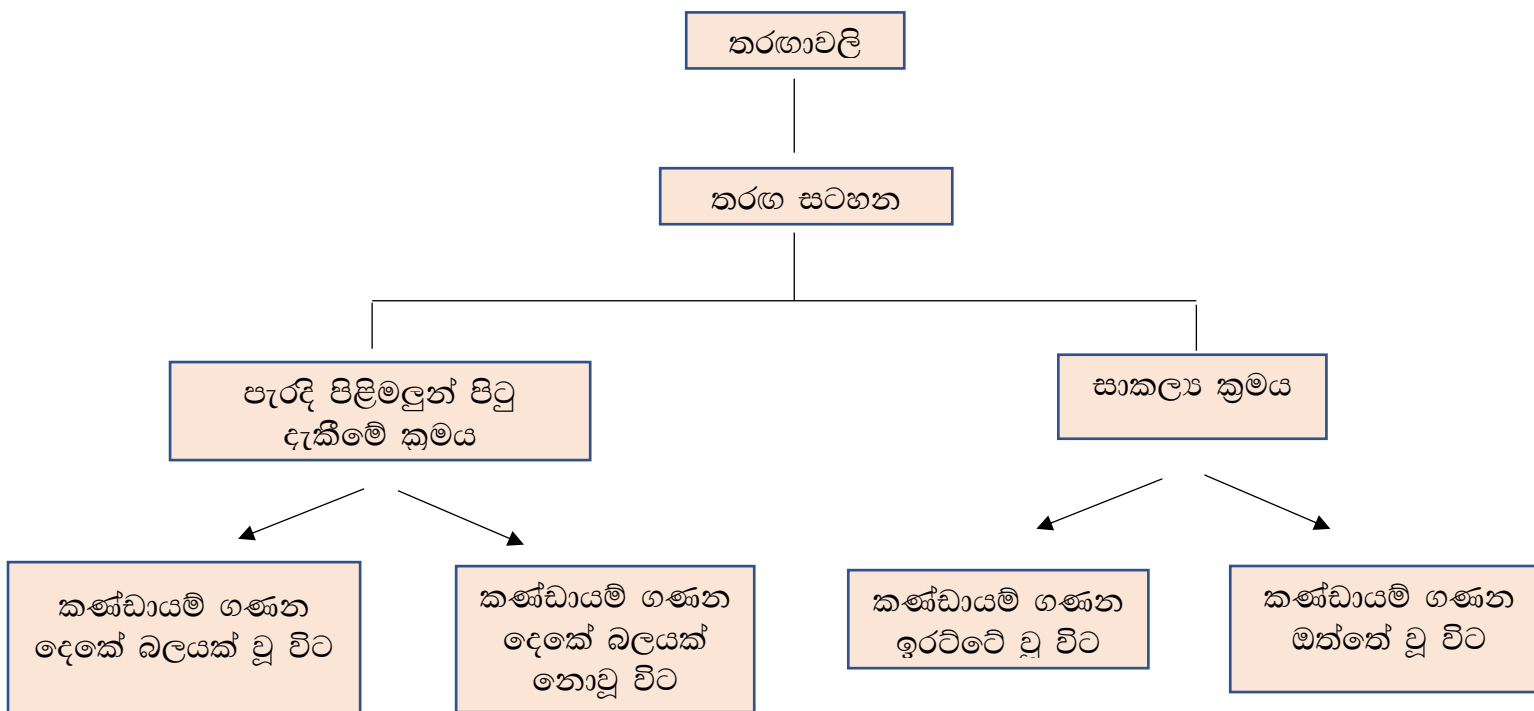 තරඟාවලි
තරඟ සටහන
පැරදි පිළිමලුන් පිටු
දැකීමේ ක්‍රමය
සාකල්‍ය ක්‍රමය
කණ්ඩායම් ගණන
දෙකේ බලයක් වූ විට
කණ්ඩායම් ගණන
දෙකේ බලයක්
නොවූ විට
කණ්ඩායම් ගණන
ඉරට්ටේ වූ විට
කණ්ඩායම් ගණන
ඔත්තේ වූ විට